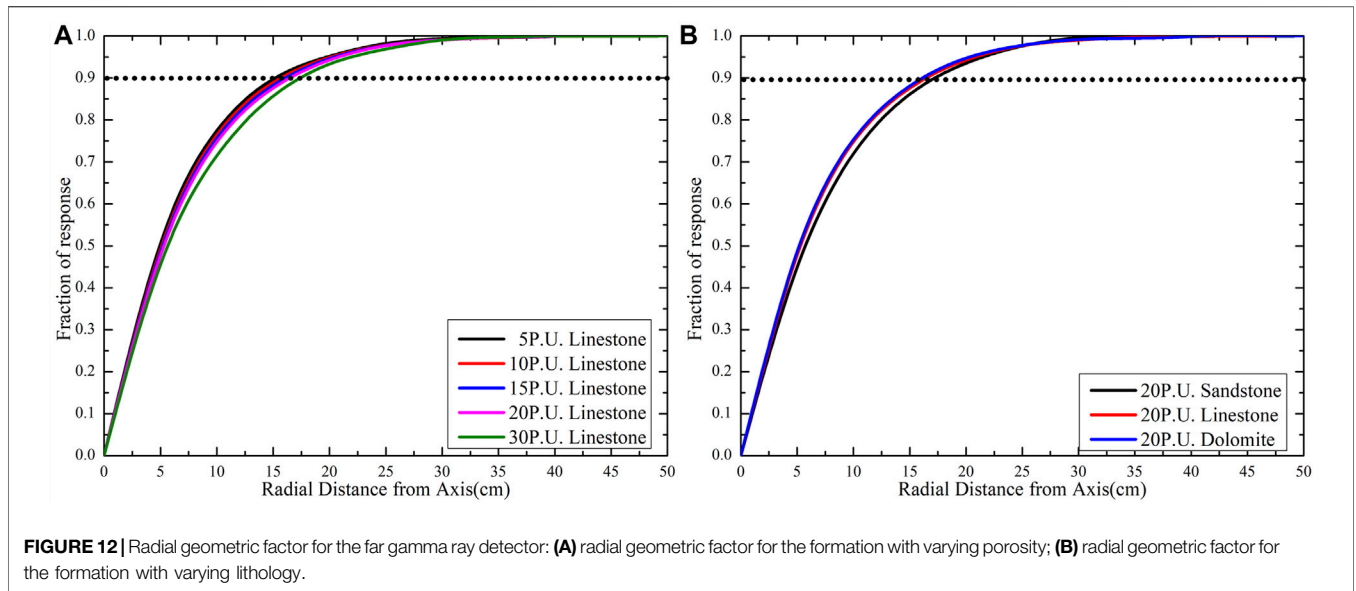 A
1.0
0.9
0.8
0.7
0.6
0.5
0.4
0.3
0.2
0.1
0.0
Fraction of response
5P.U. Linestone
10P.U. Linestone
15P.U. Linestone
20P.U. Linestone
30P.U. Linestone
0 5 10 15 20 25 30 35 40 45 50
Radial Distance from Axis(cm)
B
1.0
0.9
0.8
0.7
0.6
0.5
0.4
0.3
0.2
0.1
0.0
Fraction of response
20P.U. Sandstone
20P.U. Linestone
20P.U. Dolomite
0 5 10 15 20 25 30 35 40 45 50
Radial Distance from Axis(cm)
FIGURE 12 | Radial geometric factor for the far gamma ray detector: (A) radial geometric factor for the formation with varying porosity; (B) radial geometric factor for
the formation with varying lithology.